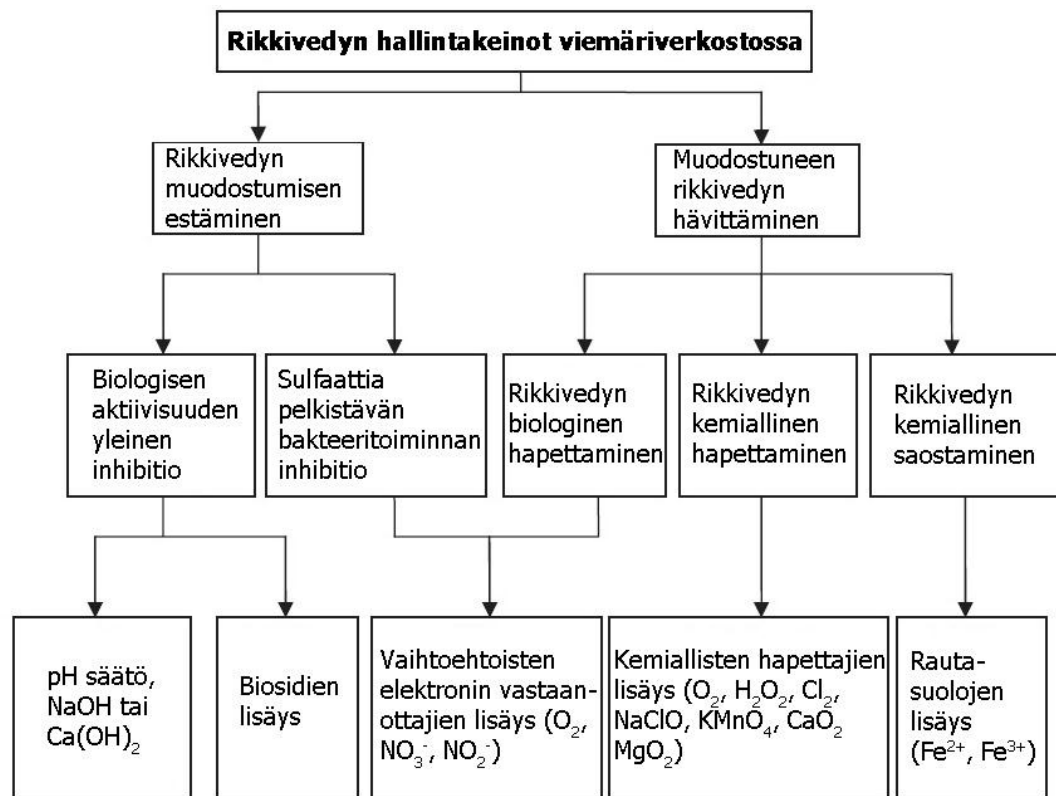 Rikkivedyn hallintakeinot viemäriverkostossa
Rikkivedyn
muodostumisen
estäminen
Muodostuneen
rikkivedyn
hävittäminen
Biologisen
aktiivisuuden
yleinen
inhibitio
Sulfaattia
pelkistävän
bakteeritoiminnan
inhibitio
Rikkivedyn
biologinen
hapettaminen
Rikkivedyn
kemiallinen
hapettaminen
Rikkivedyn
kemiallinen
saostaminen
pH säätö,
NaOH tai
Ca(OH)₂
Biosidien
lisäys
Vaihtoehtoisten
elektronin vastaan-
ottajien lisäys (O₂,
NO₃⁻, NO₂⁻)
Kemiallisten hapettajien
lisäys (O₂, H₂O₂, Cl₂,
NaClO, KMnO₄, CaO₂
MgO₂)
Rauta-
suolojen
lisäys
(Fe²⁺, Fe³⁺)